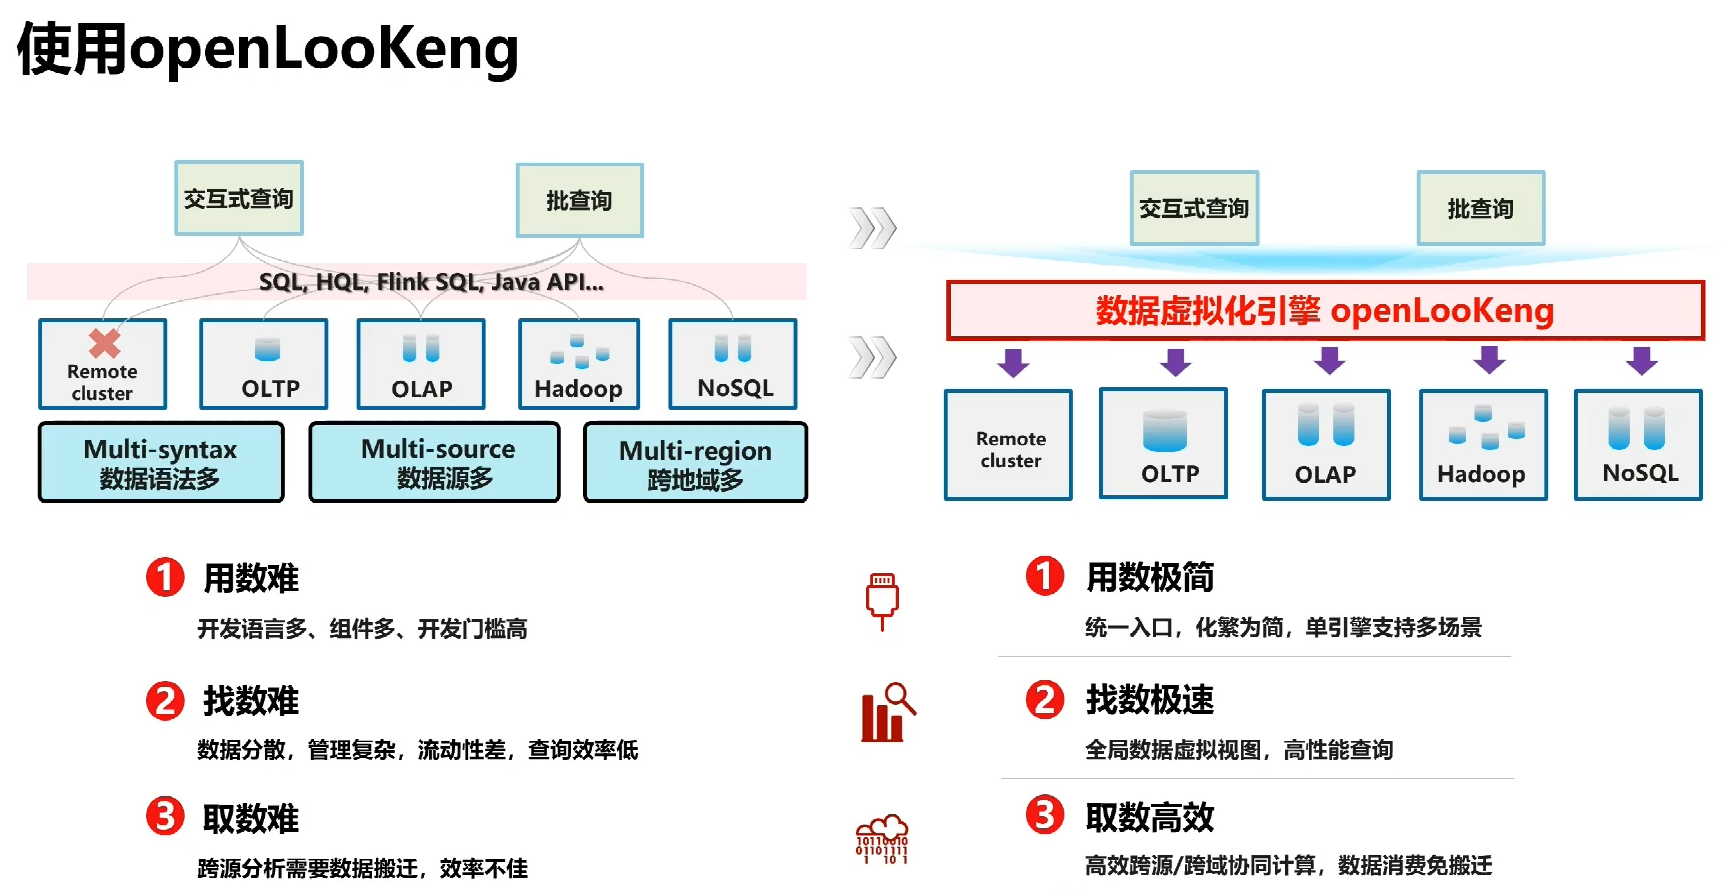 使用openLooKeng
交互式查询
批查询
SQL, HQL, Flink SQL, Java API...
Remote
cluster
OLTP
OLAP
Hadoop
NoSQL
Multi-syntax
数据语法多
Multi-source
数据源多
Multi-region
跨地域多
1 用数难
开发语言多、组件多、开发门槛高
2 找数难
数据分散，管理复杂，流动性差，查询效率低
3 取数难
跨源分析需要数据搬迁，效率不佳
交互式查询
批查询
数据虚拟化引擎 openLooKeng
Remote
cluster
OLTP
OLAP
Hadoop
NoSQL
1 用数极简
统一入口，化繁为简，单引擎支持多场景
2 找数极速
全局数据虚拟视图，高性能查询
3 取数高效
高效跨源/跨域协同计算，数据消费免搬迁
10110010
01101111
1 10 1